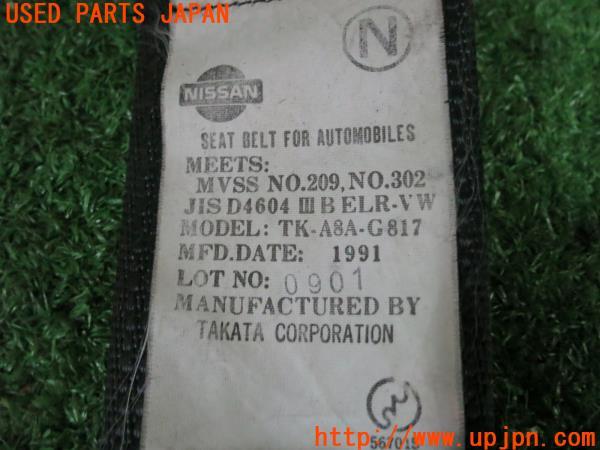 USED PARTS JAPAN
N
NISSAN
SEAT BELT FOR AUTOMOBILES
MEETS:
MVSS NO.209, NO.302
JIS D4604 III B ELR-VW
MODEL: TK-A8A-G817
MFD.DATE: 1991
LOT NO: 0901
MANUFACTURED BY
TAKATA CORPORATION
http://www.upjpn.com/